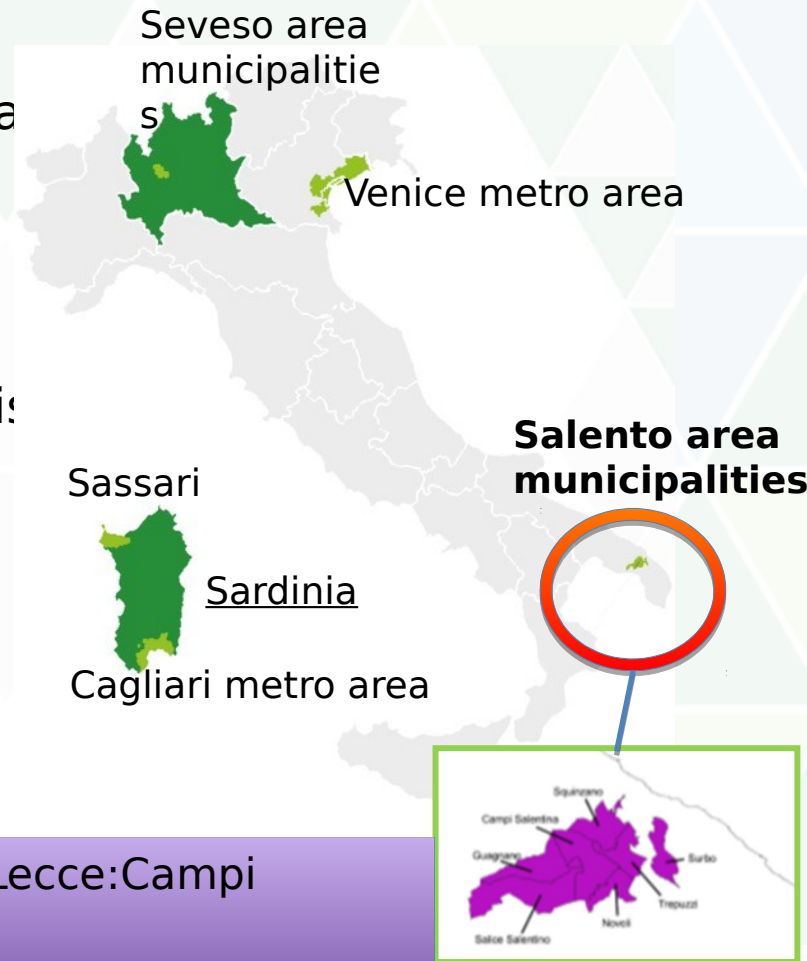 Seveso area
municipalitie
s
a
Venice metro area
is
Salento area
municipalities
Sassari
Sardinia
Cagliari metro area
Squinzano
Campi Salentina
Guagnano
Surbo
Trepuzzi
Novoli
Salice Salentino
Lecce:Campi